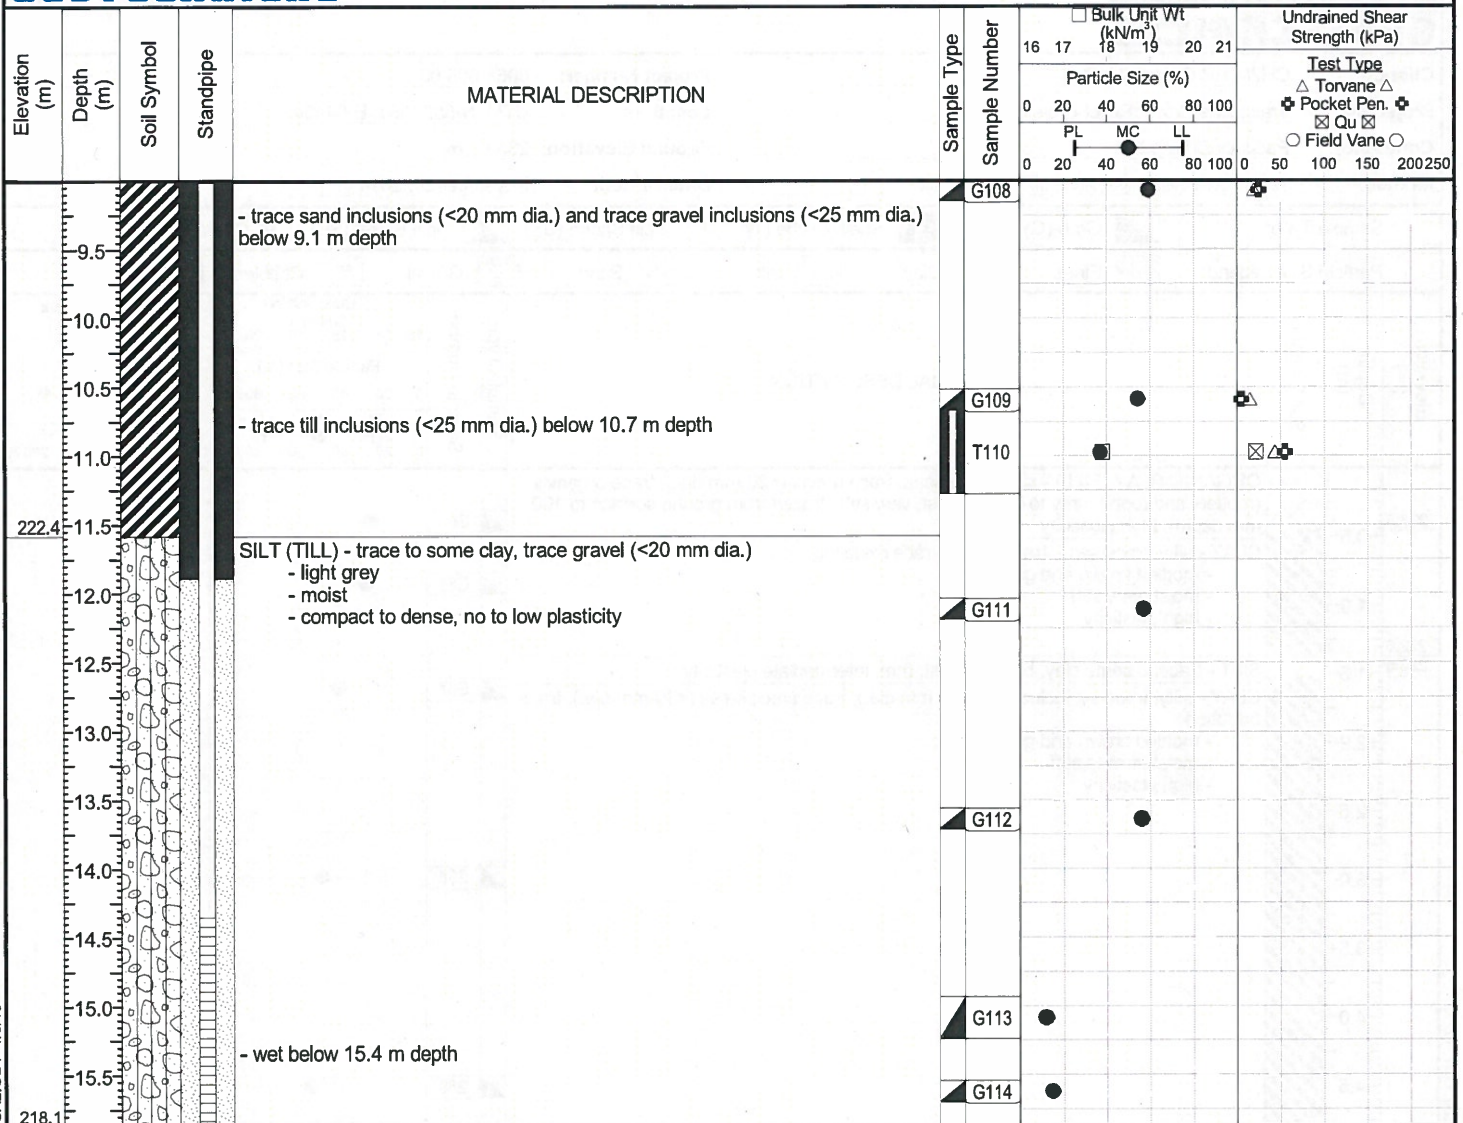 Elevation (m)
Depth (m)
Soil Symbol
Standpipe
MATERIAL DESCRIPTION
Sample Type
Sample Number
□ Bulk Unit Wt
(kN/m³)
16 17 18 19 20 21
Particle Size (%)
0 20 40 60 80 100
PL MC LL
0 20 40 60 80 100
Undrained Shear
Strength (kPa)
Test Type
△ Torvane △
✚ Pocket Pen. ✚
⊠ Qu ⊠
○ Field Vane ○
0 50 100 150 200 250
G108
- trace sand inclusions (<20 mm dia.) and trace gravel inclusions (<25 mm dia.)
below 9.1 m depth
9.5
10.0
10.5
G109
- trace till inclusions (<25 mm dia.) below 10.7 m depth
11.0
T110
222.4
11.5
SILT (TILL) - trace to some clay, trace gravel (<20 mm dia.)
- light grey
- moist
- compact to dense, no to low plasticity
12.0
G111
12.5
13.0
13.5
G112
14.0
14.5
15.0
G113
- wet below 15.4 m depth
15.5
G114
218.1